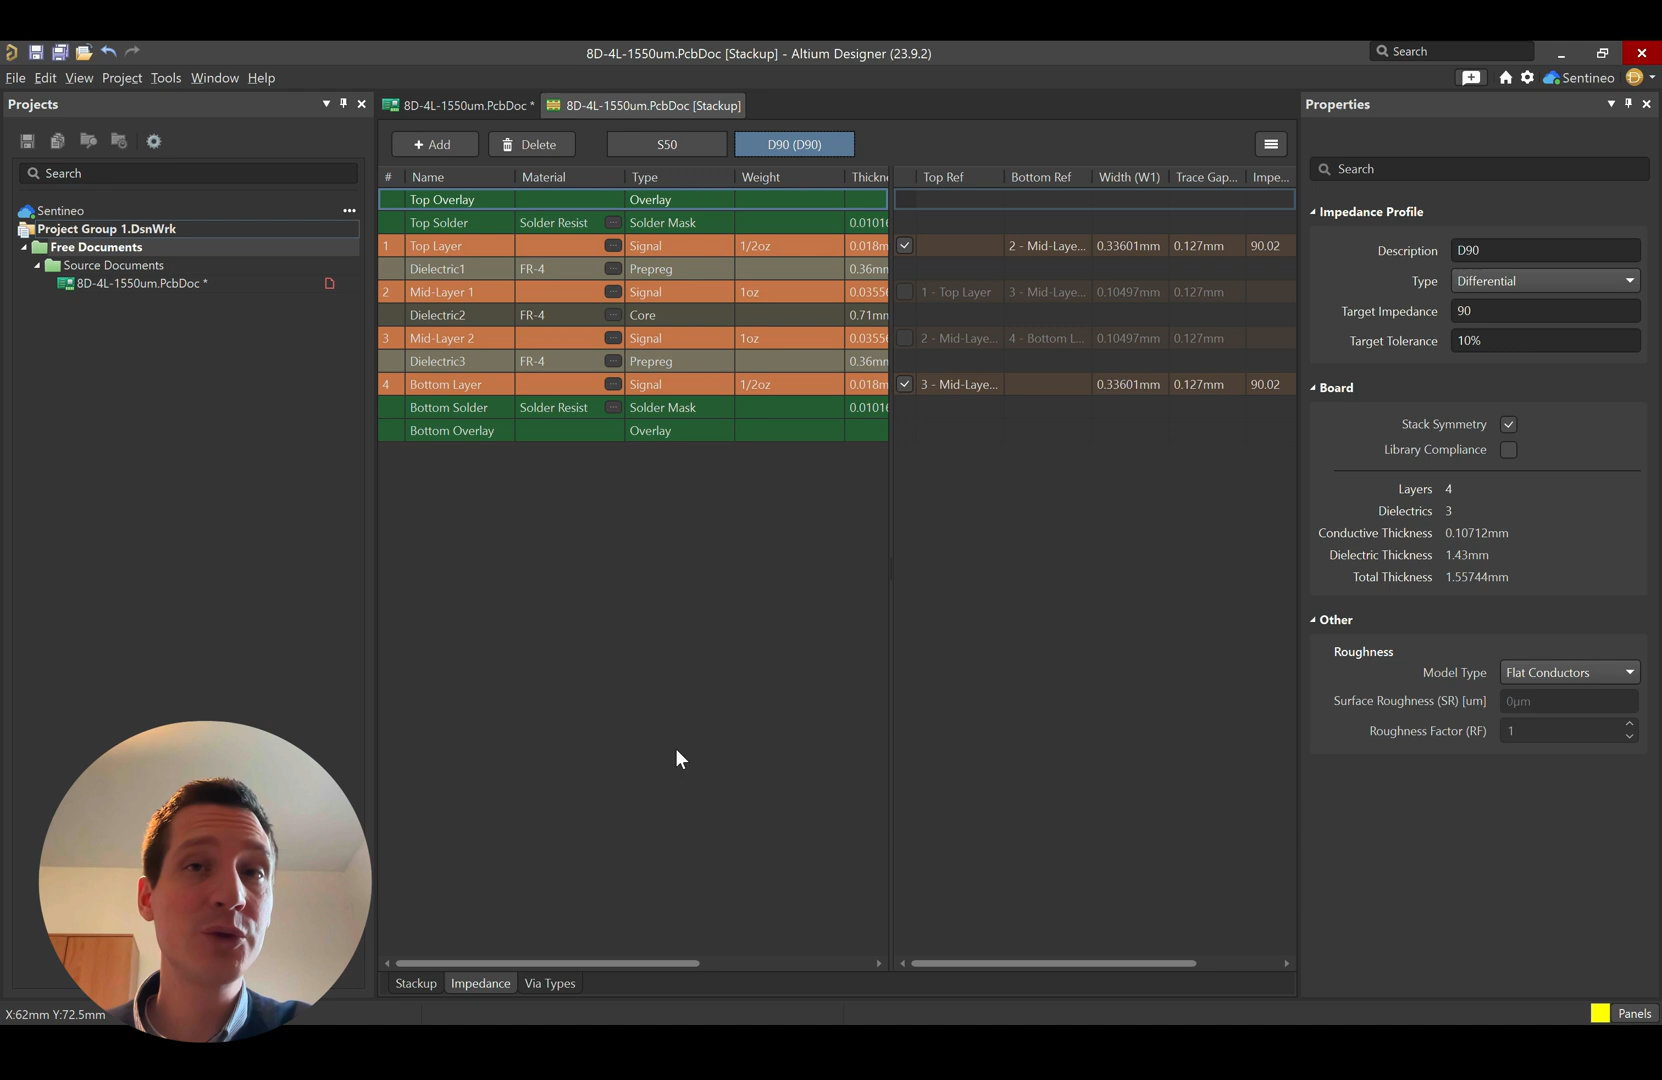 8D-4L-1550um.PcbDoc [Stackup] - Altium Designer (23.9.2)
Search
File Edit View Project Tools Window Help
Sentineo
Projects
Search
Sentineo
Project Group 1.DsnWrk
Free Documents
Source Documents
8D-4L-1550um.PcbDoc *
8D-4L-1550um.PcbDoc * 8D-4L-1550um.PcbDoc [Stackup]
+ Add Delete S50 D90 (D90)
# Name Material Type Weight Thickn Top Ref Bottom Ref Width (W1) Trace Gap... Impe...
Top Overlay Overlay
Top Solder Solder Resist Solder Mask 0.01016
1 Top Layer Signal 1/2oz 0.018m 2 - Mid-Laye... 0.33601mm 0.127mm 90.02
Dielectric1 FR-4 Prepreg 0.36mm
2 Mid-Layer 1 Signal 1oz 0.03556 1 - Top Layer 3 - Mid-Laye... 0.10497mm 0.127mm
Dielectric2 FR-4 Core 0.71mm
3 Mid-Layer 2 Signal 1oz 0.03556 2 - Mid-Laye... 4 - Bottom L... 0.10497mm 0.127mm
Dielectric3 FR-4 Prepreg 0.36mm
4 Bottom Layer Signal 1/2oz 0.018m 3 - Mid-Laye... 0.33601mm 0.127mm 90.02
Bottom Solder Solder Resist Solder Mask 0.01016
Bottom Overlay Overlay
Stackup Impedance Via Types
Properties
Search
Impedance Profile
Description D90
Type Differential
Target Impedance 90
Target Tolerance 10%
Board
Stack Symmetry
Library Compliance
Layers 4
Dielectrics 3
Conductive Thickness 0.10712mm
Dielectric Thickness 1.43mm
Total Thickness 1.55744mm
Other
Roughness
Model Type Flat Conductors
Surface Roughness (SR) [um] 0µm
Roughness Factor (RF) 1
X:62mm Y:72.5mm
Panels